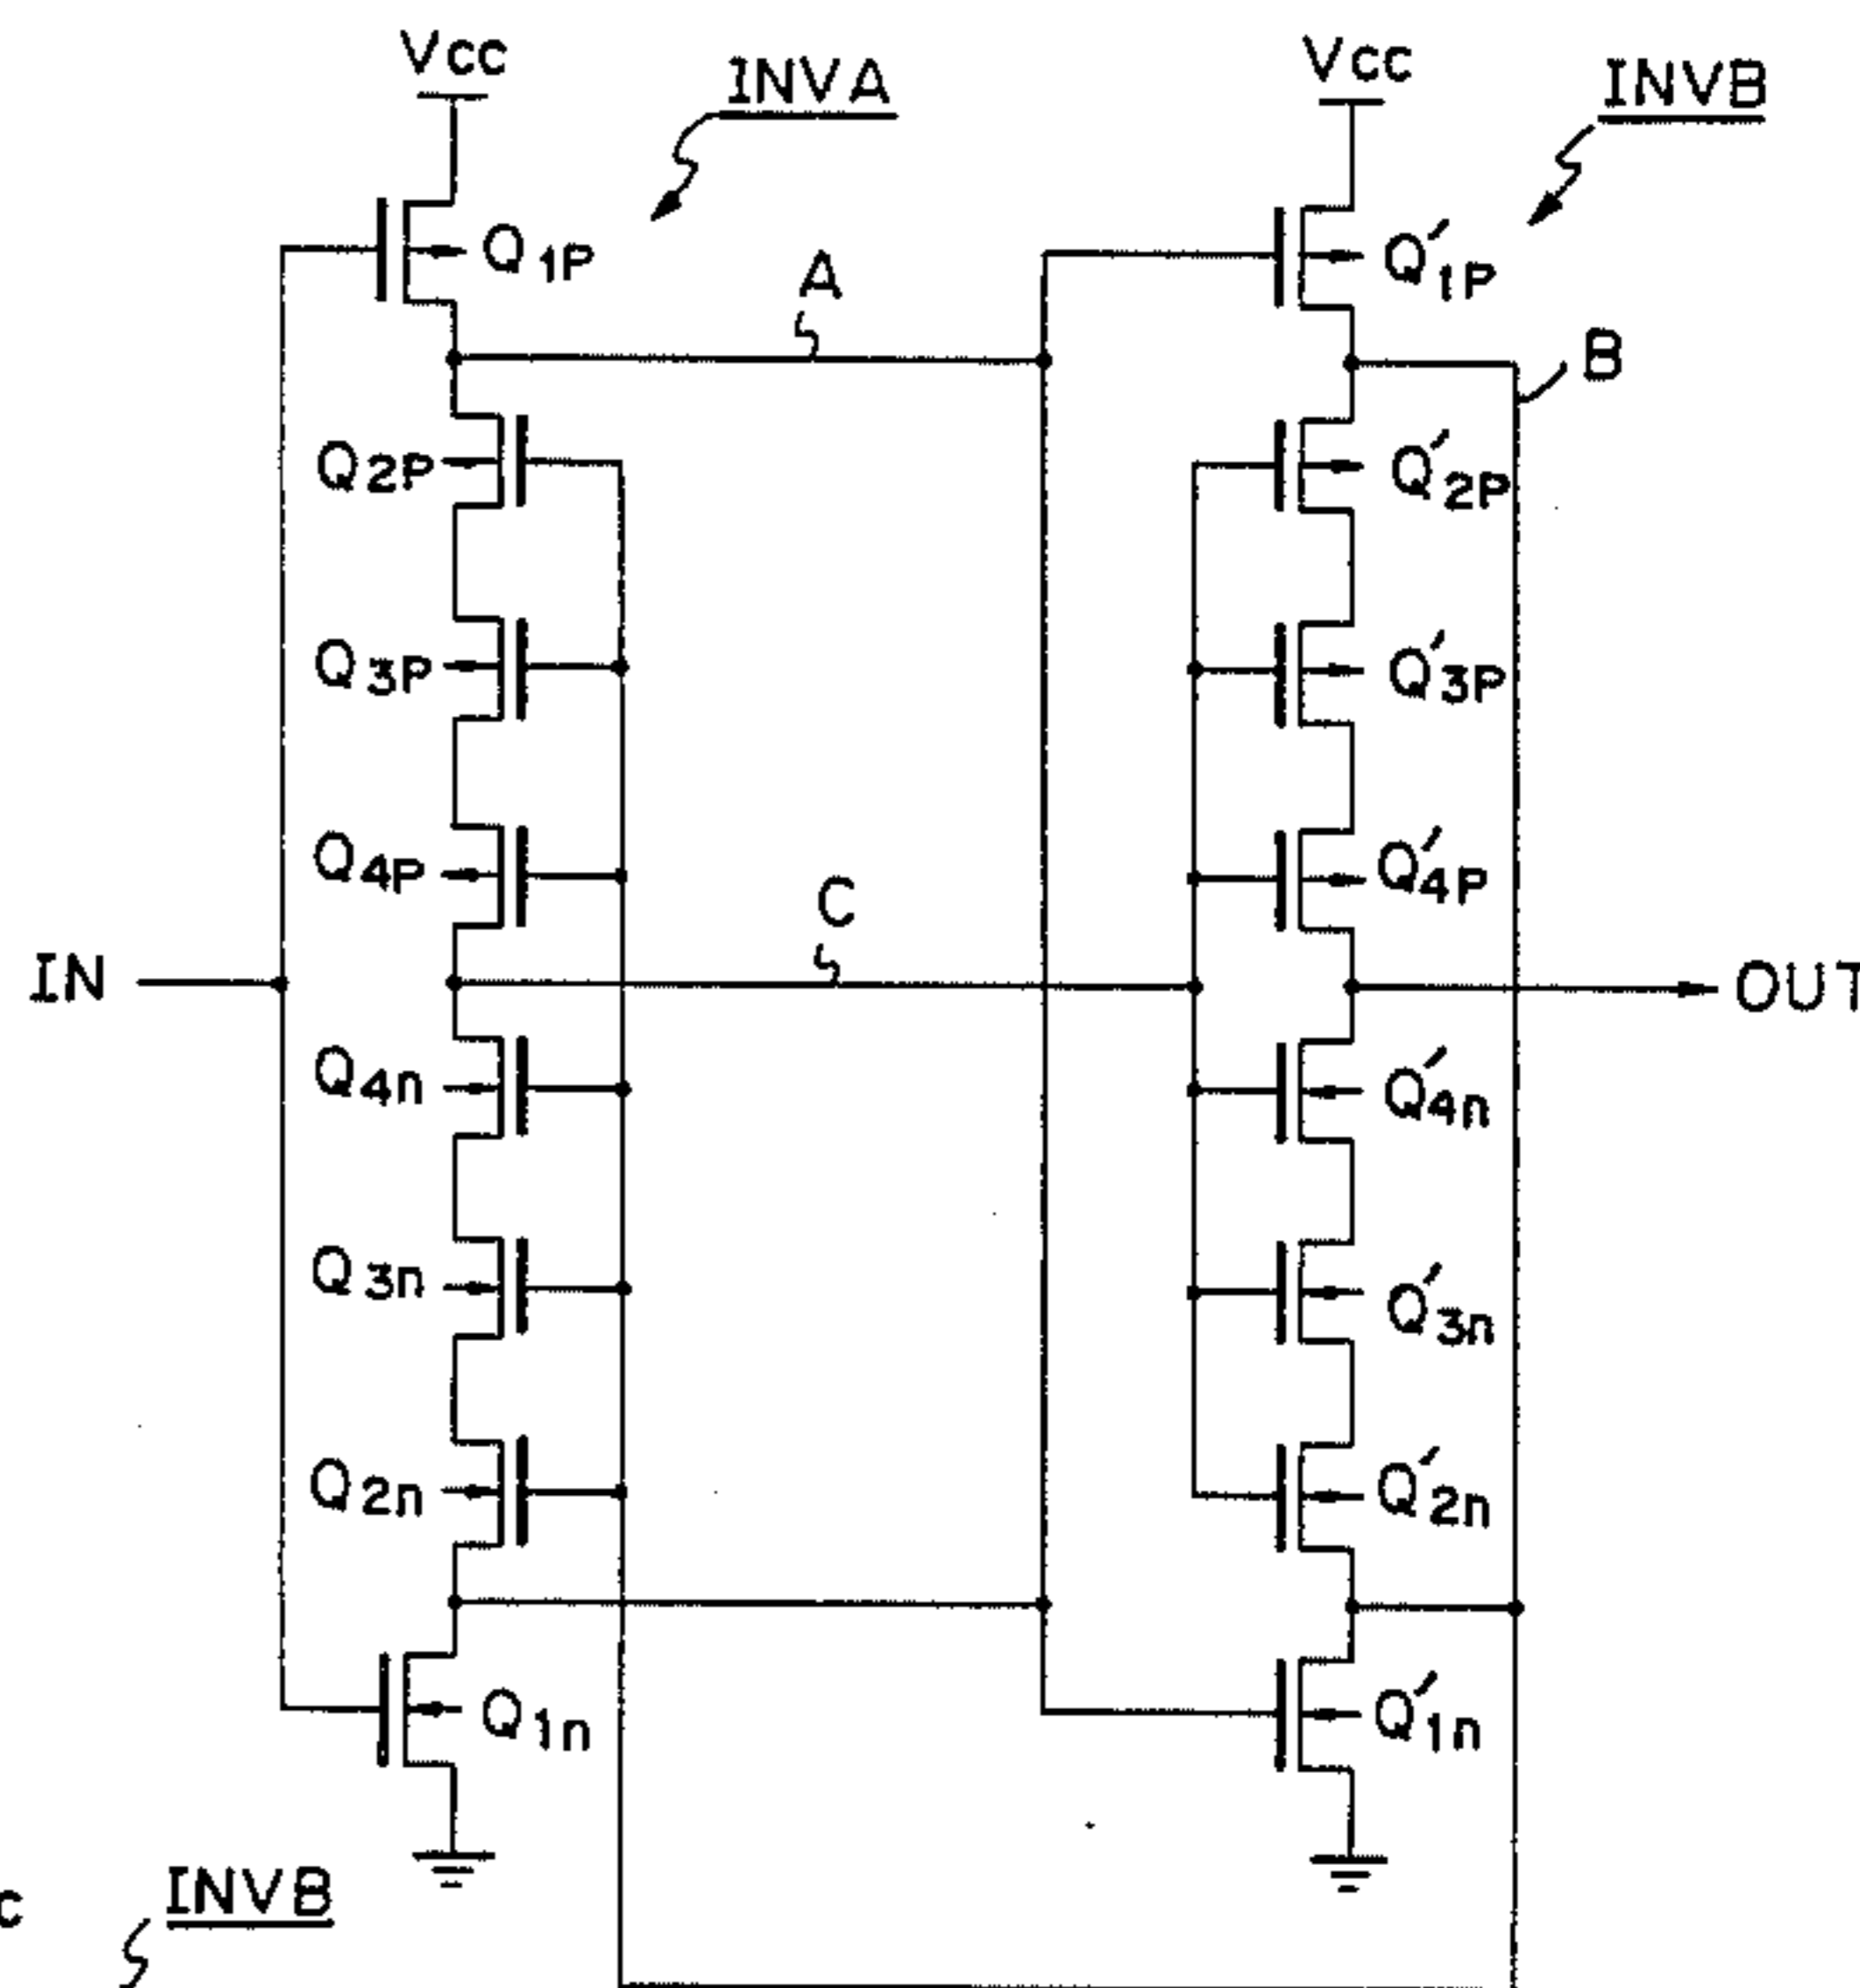 Vcc
INVA
Vcc
INVB
Q1P
Q'1P
A
B
Q2P
Q'2P
Q3P
Q'3P
Q4P
Q'4P
C
IN
OUT
Q4n
Q'4n
Q3n
Q'3n
Q2n
Q'2n
Q1n
Q'1n
INVB
c